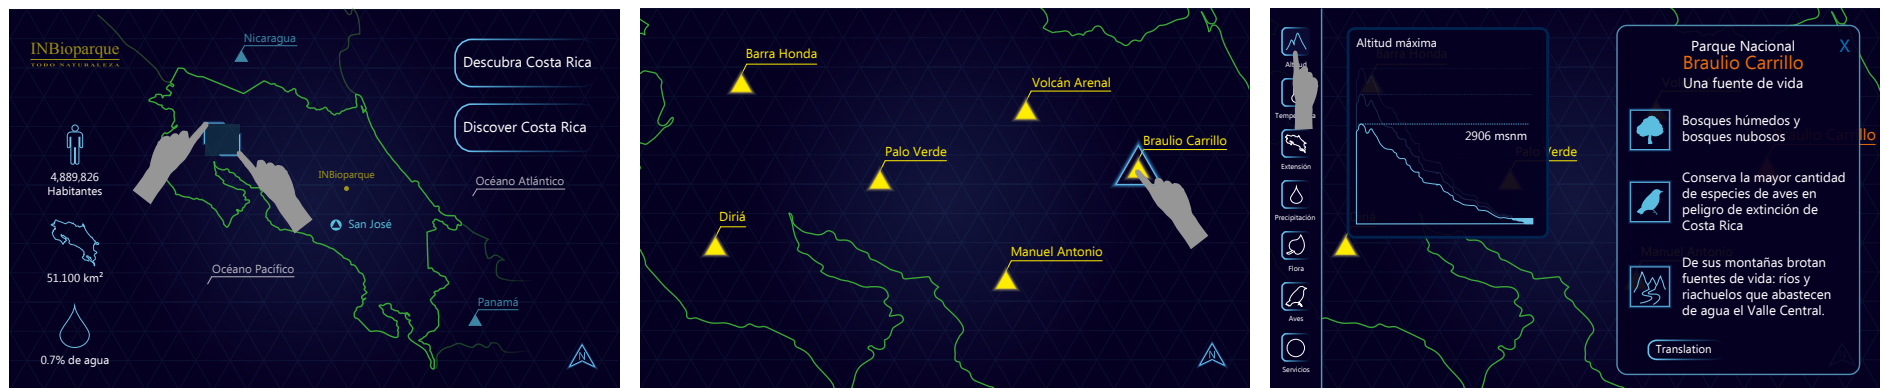 INBioparque
TODO NATURALEZA
Nicaragua
Descubra Costa Rica
Discover Costa Rica
4,889,826
Habitantes
INBioparque
Océano Atlántico
San José
51.100 km²
Océano Pacífico
Panamá
0.7% de agua
N
Barra Honda
Volcán Arenal
Braulio Carrillo
Palo Verde
Diriá
Manuel Antonio
N
Altitud máxima
2906 msnm
Extensión
Precipitación
Flora
Aves
Servicios
Palo Verde
Parque Nacional
X
Braulio Carrillo
Una fuente de vida
Bosques húmedos y
bosques nubosos
Conserva la mayor cantidad
de especies de aves en
peligro de extinción de
Costa Rica
De sus montañas brotan
fuentes de vida: ríos y
riachuelos que abastecen
de agua el Valle Central.
Translation